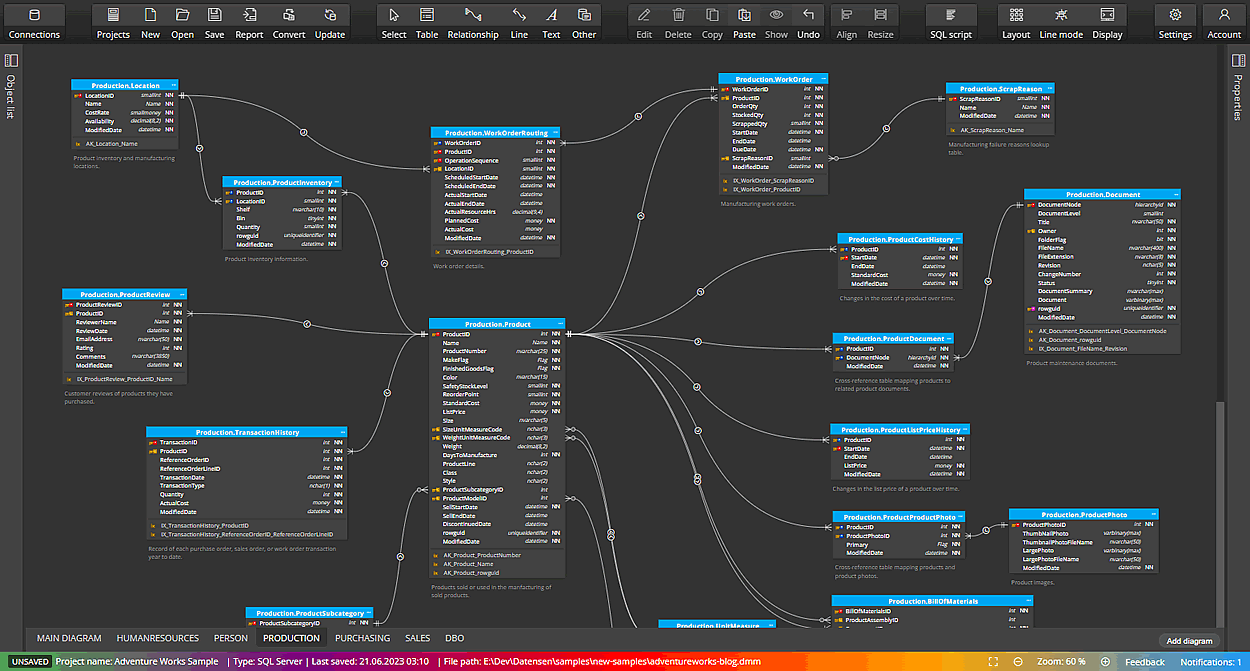 Connections
Projects New Open Save Report Convert Update
Select Table Relationship Line Text Other
Edit Delete Copy Paste Show Undo
Align Resize
SQL script
Layout Line mode Display
Settings Account
Object list
Properties
Production.Location
LocationID smallint NN
Name Name NN
CostRate smallmoney NN
Availability decimal(8,2) NN
ModifiedDate datetime NN
AK_Location_Name
Product inventory and manufacturing
locations.
Production.ProductInventory
ProductID int NN
LocationID smallint NN
Shelf nvarchar(10) NN
Bin tinyint NN
Quantity smallint NN
rowguid uniqueidentifier NN
ModifiedDate datetime NN
Product inventory information.
Production.ProductReview
ProductReviewID int NN
ProductID int NN
ReviewerName Name NN
ReviewDate datetime NN
EmailAddress nvarchar(50) NN
Rating int NN
Comments nvarchar(3850)
ModifiedDate datetime NN
IX_ProductReview_ProductID_Name
Customer reviews of products they have
purchased.
Production.TransactionHistory
TransactionID int NN
ProductID int NN
ReferenceOrderID int NN
ReferenceOrderLineID int NN
TransactionDate datetime NN
TransactionType nchar(1) NN
Quantity int NN
ActualCost money NN
ModifiedDate datetime NN
IX_TransactionHistory_ProductID
IX_TransactionHistory_ReferenceOrderID_ReferenceOrderLineID
Record of each purchase order, sales order, or work order transaction
year to date.
Production.ProductSubcategory
ProductSubcategoryID int NN
Production.WorkOrderRouting
WorkOrderID int NN
ProductID int NN
OperationSequence smallint NN
LocationID smallint NN
ScheduledStartDate datetime NN
ScheduledEndDate datetime NN
ActualStartDate datetime
ActualEndDate datetime
ActualResourceHrs decimal(9,4)
PlannedCost money NN
ActualCost money
ModifiedDate datetime NN
IX_WorkOrderRouting_ProductID
Work order details.
Production.Product
ProductID int NN
Name Name NN
ProductNumber nvarchar(25) NN
MakeFlag Flag NN
FinishedGoodsFlag Flag NN
Color nvarchar(15)
SafetyStockLevel smallint NN
ReorderPoint smallint NN
StandardCost money NN
ListPrice money NN
Size nvarchar(5)
SizeUnitMeasureCode nchar(3)
WeightUnitMeasureCode nchar(3)
Weight decimal(8,2)
DaysToManufacture int NN
ProductLine nchar(2)
Class nchar(2)
Style nchar(2)
ProductSubcategoryID int
ProductModelID int
SellStartDate datetime NN
SellEndDate datetime
DiscontinuedDate datetime
rowguid uniqueidentifier NN
ModifiedDate datetime NN
AK_Product_ProductNumber
AK_Product_Name
AK_Product_rowguid
Products sold or used in the manfacturing of
sold products.
Production.UnitMeasure
Production.WorkOrder
WorkOrderID int NN
ProductID int NN
OrderQty int NN
StockedQty int NN
ScrappedQty smallint NN
StartDate datetime NN
EndDate datetime
DueDate datetime NN
ScrapReasonID smallint
ModifiedDate datetime NN
IX_WorkOrder_ScrapReasonID
IX_WorkOrder_ProductID
Manufacturing work orders.
Production.ScrapReason
ScrapReasonID smallint NN
Name Name NN
ModifiedDate datetime NN
AK_ScrapReason_Name
Manufacturing failure reasons lookup
table.
Production.ProductCostHistory
ProductID int NN
StartDate datetime NN
EndDate datetime
StandardCost money NN
ModifiedDate datetime NN
Changes in the cost of a product over time.
Production.Document
DocumentNode hierarchyid NN
DocumentLevel smallint
Title nvarchar(50) NN
Owner int NN
FolderFlag bit NN
FileName nvarchar(400) NN
FileExtension nvarchar(8) NN
Revision nchar(5) NN
ChangeNumber int NN
Status tinyint NN
DocumentSummary nvarchar(max)
Document varbinary(max)
rowguid uniqueidentifier NN
ModifiedDate datetime NN
AK_Document_DocumentLevel_DocumentNode
AK_Document_rowguid
IX_Document_FileName_Revision
Product maintenance documents.
Production.ProductDocument
ProductID int NN
DocumentNode hierarchyid NN
ModifiedDate datetime NN
Cross-reference table mapping products to
related product documents.
Production.ProductListPriceHistory
ProductID int NN
StartDate datetime NN
EndDate datetime
ListPrice money NN
ModifiedDate datetime NN
Changes in the list price of a product over time.
Production.ProductProductPhoto
ProductID int NN
ProductPhotoID int NN
Primary Flag NN
ModifiedDate datetime NN
Cross-reference table mapping products and
product photos.
Production.ProductPhoto
ProductPhotoID int NN
ThumbNailPhoto varbinary(max)
ThumbnailPhotoFileName nvarchar(50)
LargePhoto varbinary(max)
LargePhotoFileName nvarchar(50)
ModifiedDate datetime NN
Product images.
Production.BillOfMaterials
BillOfMaterialsID int NN
ProductAssemblyID int
MAIN DIAGRAM HUMANRESOURCES PERSON PRODUCTION PURCHASING SALES DBO
Add diagram
UNSAVED Project name: Adventure Works Sample | Type: SQL Server | Last saved: 21.06.2023 03:10 | File path: E:\Dev\Datensen\samples\new-samples\adventureworks-blog.dmm
Zoom: 60 % Feedback Notifications: 1